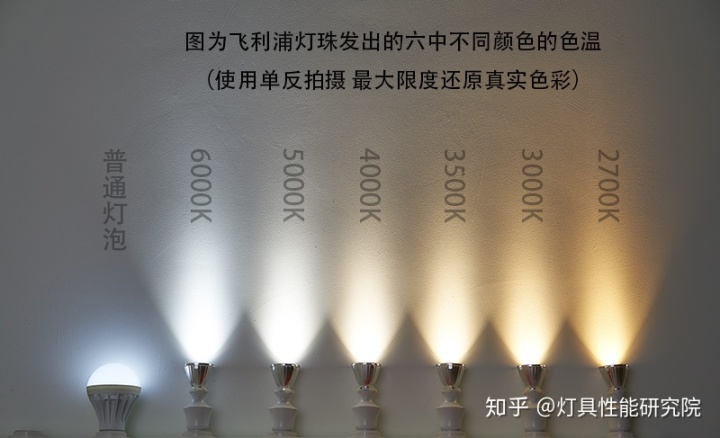 图为飞利浦灯珠发出的六中不同颜色的色温
（使用单反拍摄 最大限度还原真实色彩）
普通灯泡
6000K
5000K
4000K
3500K
3000K
2700K
知乎 @灯具性能研究院